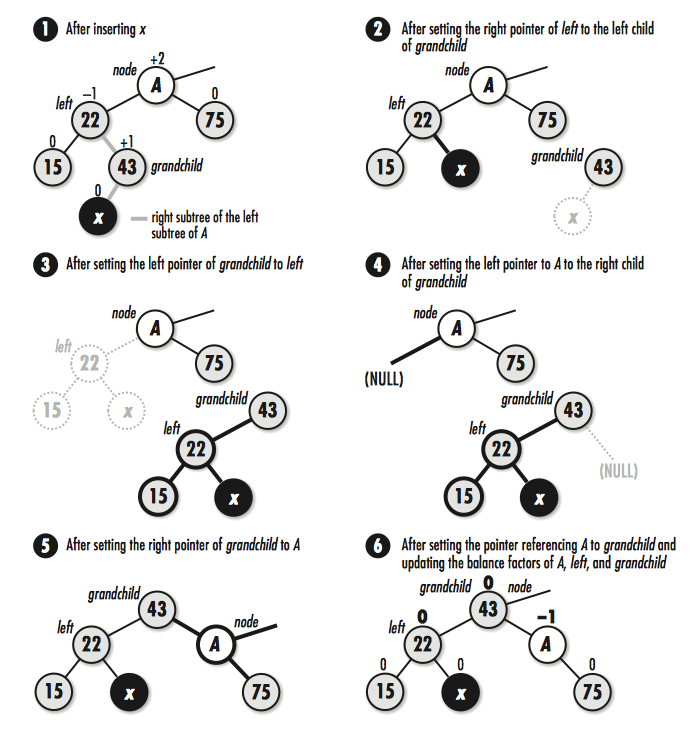 1 After inserting x
+2
node
A
–1
left
22
0
75
0
15
+1
43
grandchild
0
x
right subtree of the left
subtree of A
2 After setting the right pointer of left to the left child
of grandchild
node
A
left
22
75
15
x
grandchild
43
x
3 After setting the left pointer of grandchild to left
node
A
left
22
75
15
x
grandchild
43
left
22
15
x
4 After setting the left pointer to A to the right child
of grandchild
node
A
75
(NULL)
grandchild
43
left
22
(NULL)
15
x
5 After setting the right pointer of grandchild to A
grandchild
43
left
22
node
A
15
x
75
6 After setting the pointer referencing A to grandchild and
updating the balance factors of A, left, and grandchild
grandchild
0
node
43
0
left
22
–1
A
0
15
0
x
0
75